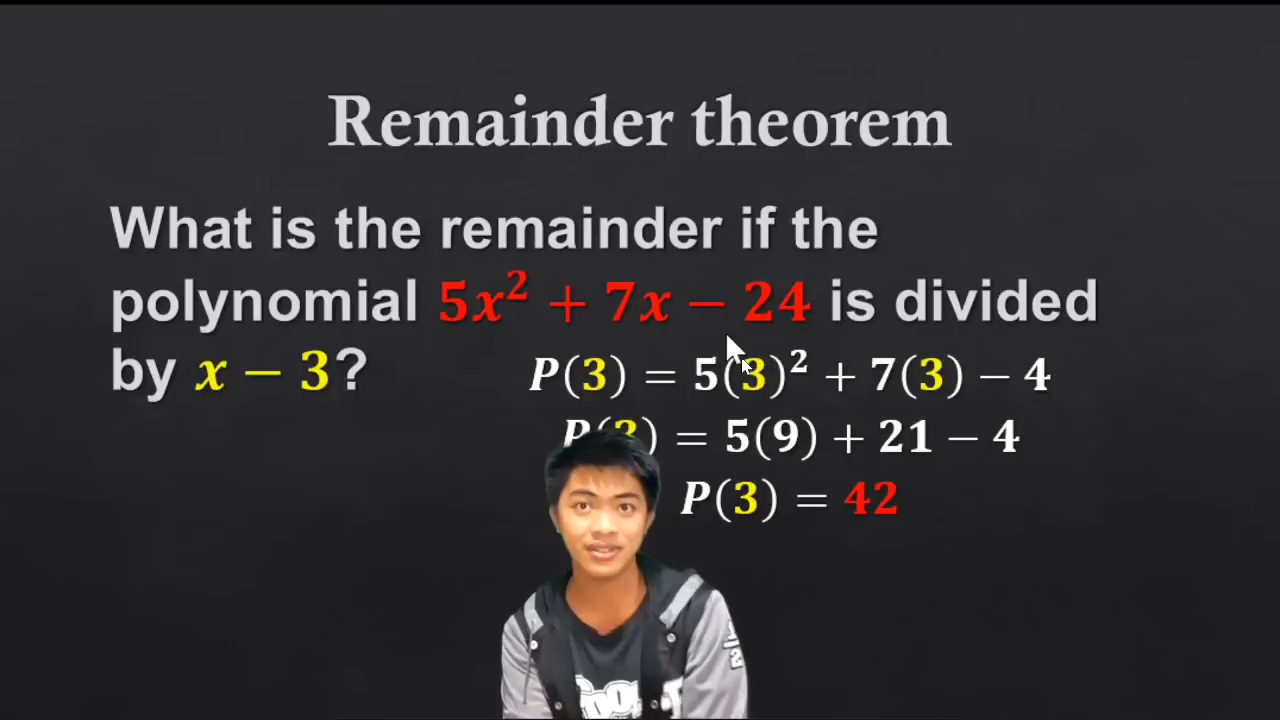 Remainder theorem
What is the remainder if the
polynomial 5x² + 7x − 24 is divided
by x − 3?
P(3) = 5(3)² + 7(3) − 4
P(3) = 5(9) + 21 − 4
P(3) = 42